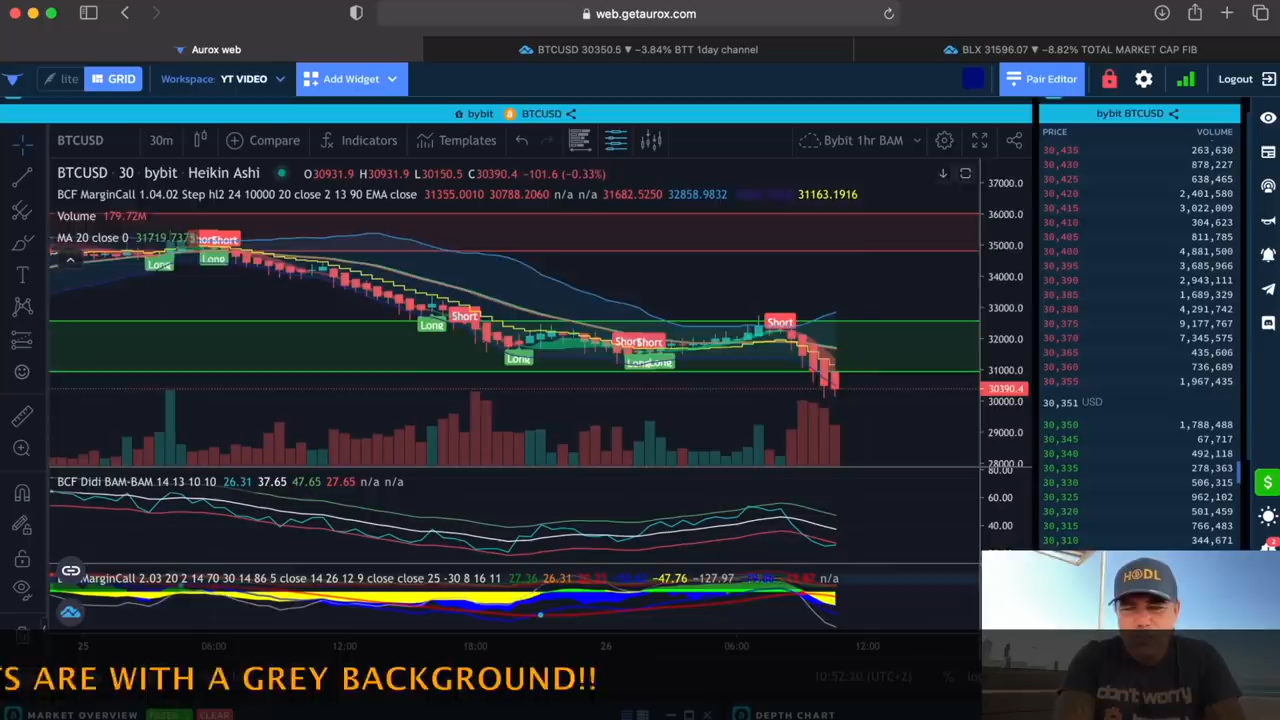 web.getaurox.com
Aurox web
BTCUSD 30350.5 ▼ −3.84% BTT 1day channel
BLX 31596.07 ▼ −8.82% TOTAL MARKET CAP FIB
lite GRID Workspace: YT VIDEO Add Widget Pair Editor Logout
bybit BTCUSD
bybit BTCUSD
BTCUSD 30m Compare Indicators Templates Bybit 1hr BAM
PRICE VOLUME
BTCUSD · 30 · bybit · Heikin Ashi O30931.9 H30931.9 L30150.5 C30390.4 −101.6 (−0.33%)
BCF MarginCall 1.04.02 Step hl2 24 10000 20 close 2 13 90 EMA close 31355.0010 30788.2060 n/a n/a 31682.5250 32858.9832 31163.1916
Volume 179.72M
MA 20 close 0
Short
Long
Long
Long
Short
Long
Short
Short
Short
37000.0
36000.0
35000.0
34000.0
33000.0
32000.0
31000.0
30390.4
30000.0
29000.0
28000.0
30,435 263,630
30,430 878,227
30,425 638,465
30,420 2,401,580
30,415 3,022,009
30,410 304,623
30,405 811,785
30,400 4,881,500
30,395 3,685,966
30,390 2,943,111
30,385 1,689,329
30,380 4,291,742
30,375 9,177,767
30,370 7,345,575
30,365 435,606
30,360 736,689
30,355 1,967,435
30,351 USD
30,350 1,788,488
30,345 67,717
30,340 492,118
30,335 278,363
30,330 506,315
30,325 962,102
30,320 501,459
30,315 766,483
30,310 344,671
BCF Didi BAM-BAM 14 13 10 10 26.31 37.65 47.65 27.65 n/a n/a
80.00
60.00
40.00
MarginCall 2.03 20 2 14 70 30 14 86 5 close 14 26 12 9 close close 25 -30 8 16 11 27.36 26.31 −47.76 −127.97 n/a
25 06:00 12:00 18:00 26 06:00 12:00
10:52:20 (UTC+2) %
TS ARE WITH A GREY BACKGROUND!!
MARKET OVERVIEW CLEAR
DEPTH CHART
HODL
don't worry